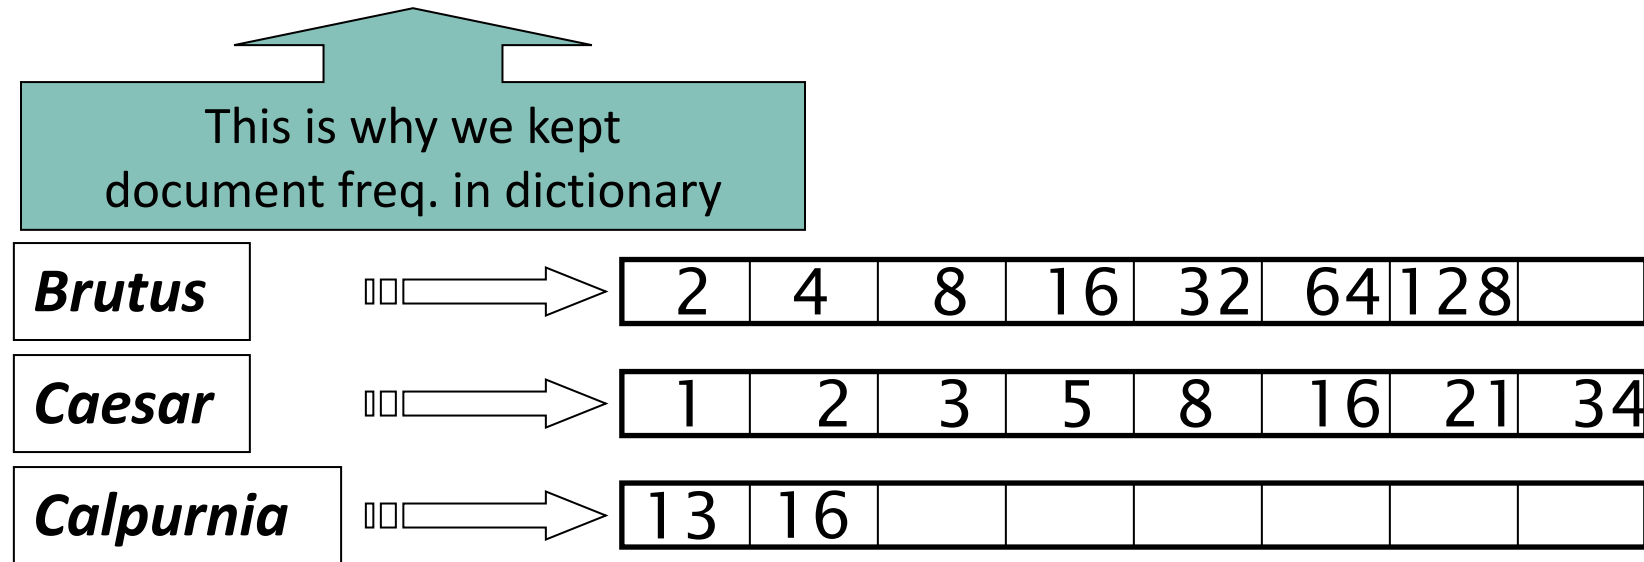 This is why we kept
document freq. in dictionary
Brutus 2 4 8 16 32 64 128
Caesar 1 2 3 5 8 16 21 34
Calpurnia 13 16